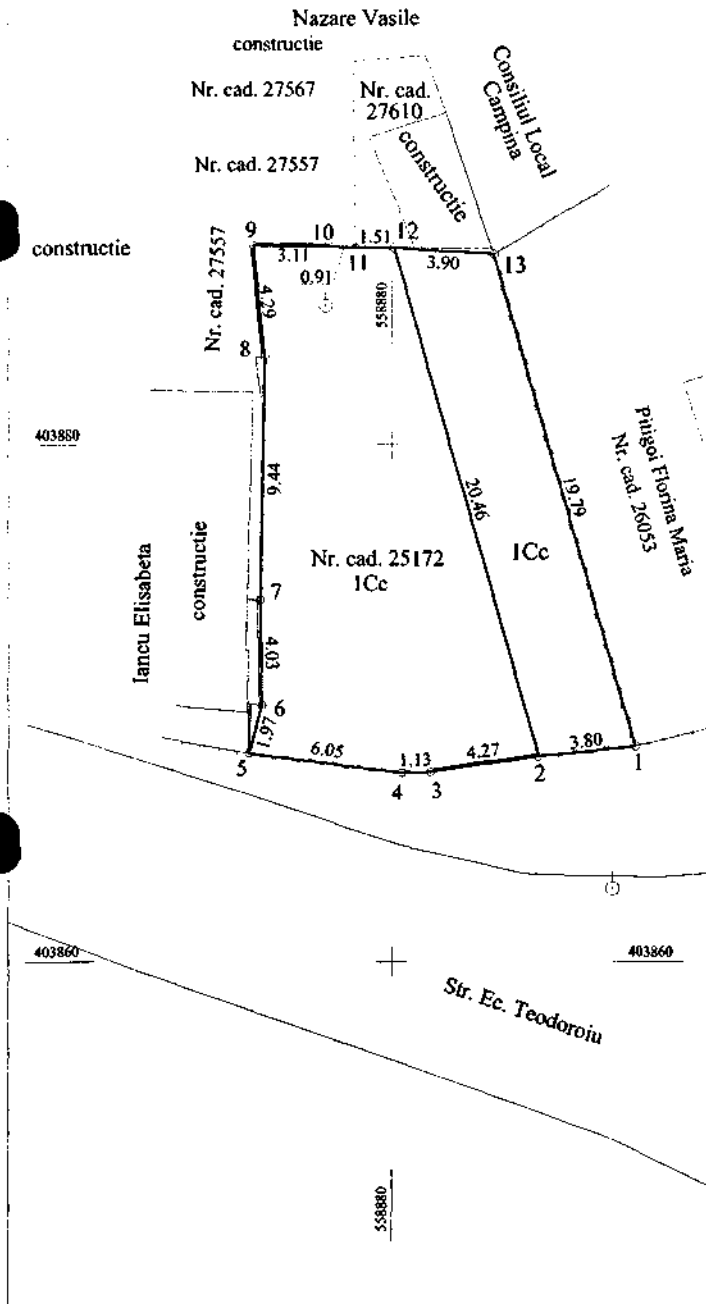 Nazare Vasile
constructie
Nr. cad. 27567
Nr. cad.
27610
Consiliul Local
Campina
Nr. cad. 27557
constructie
constructie
Nr. cad. 27557
9
10
11
12
13
3.11
0.91
1.51
3.90
4.29
558880
8
403880
9.44
20.46
19.79
Pitigoi Florina Maria
Nr. cad. 26053
Iancu Elisabeta
constructie
Nr. cad. 25172
1Cc
1Cc
7
4.03
6
1.97
5
6.05
4
1.13
3
4.27
2
3.80
1
403860
403860
Str. Ec. Teodoroiu
558880